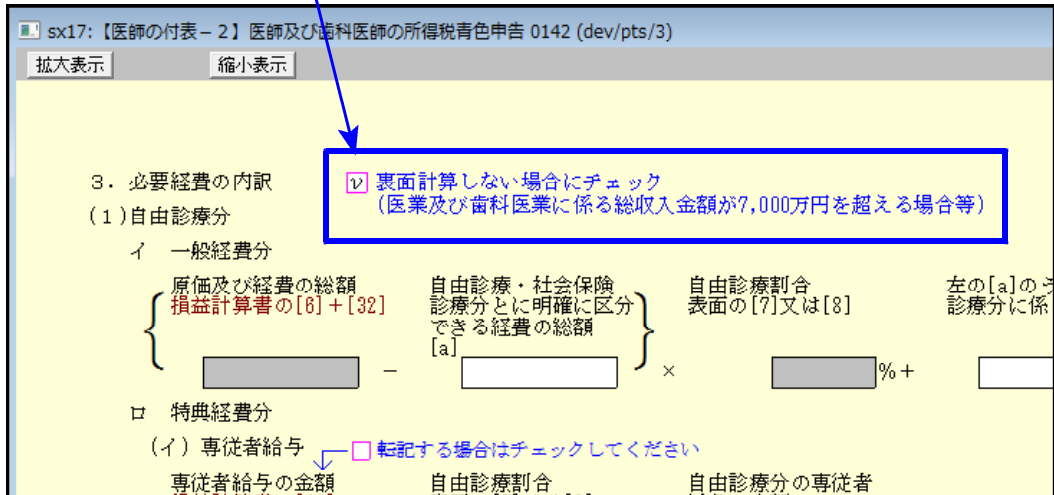 sx17:【医師の付表－2】医師及び歯科医師の所得税青色申告 0142 (dev/pts/3)
拡大表示 縮小表示
3．必要経費の内訳
レ 裏面計算しない場合にチェック
(医業及び歯科医業に係る総収入金額が7,000万円を超える場合等)
(1)自由診療分
イ 一般経費分
原価及び経費の総額 自由診療・社会保険 自由診療割合 左の[a]のう
損益計算書の[6]+[32] 診療分とに明確に区分 表面の[7]又は[8] 診療分に係
できる経費の総額
[a]
－ × %+
ロ 特典経費分
(イ)専従者給与 転記する場合はチェックしてください
専従者給与の金額 自由診療割合 自由診療分の専従者